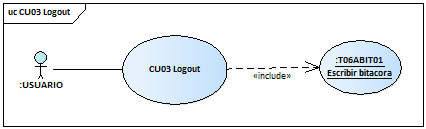 uc CU03 Logout
:USUARIO
CU03 Logout
«include»
:T06ABIT01
Escribir bitacora